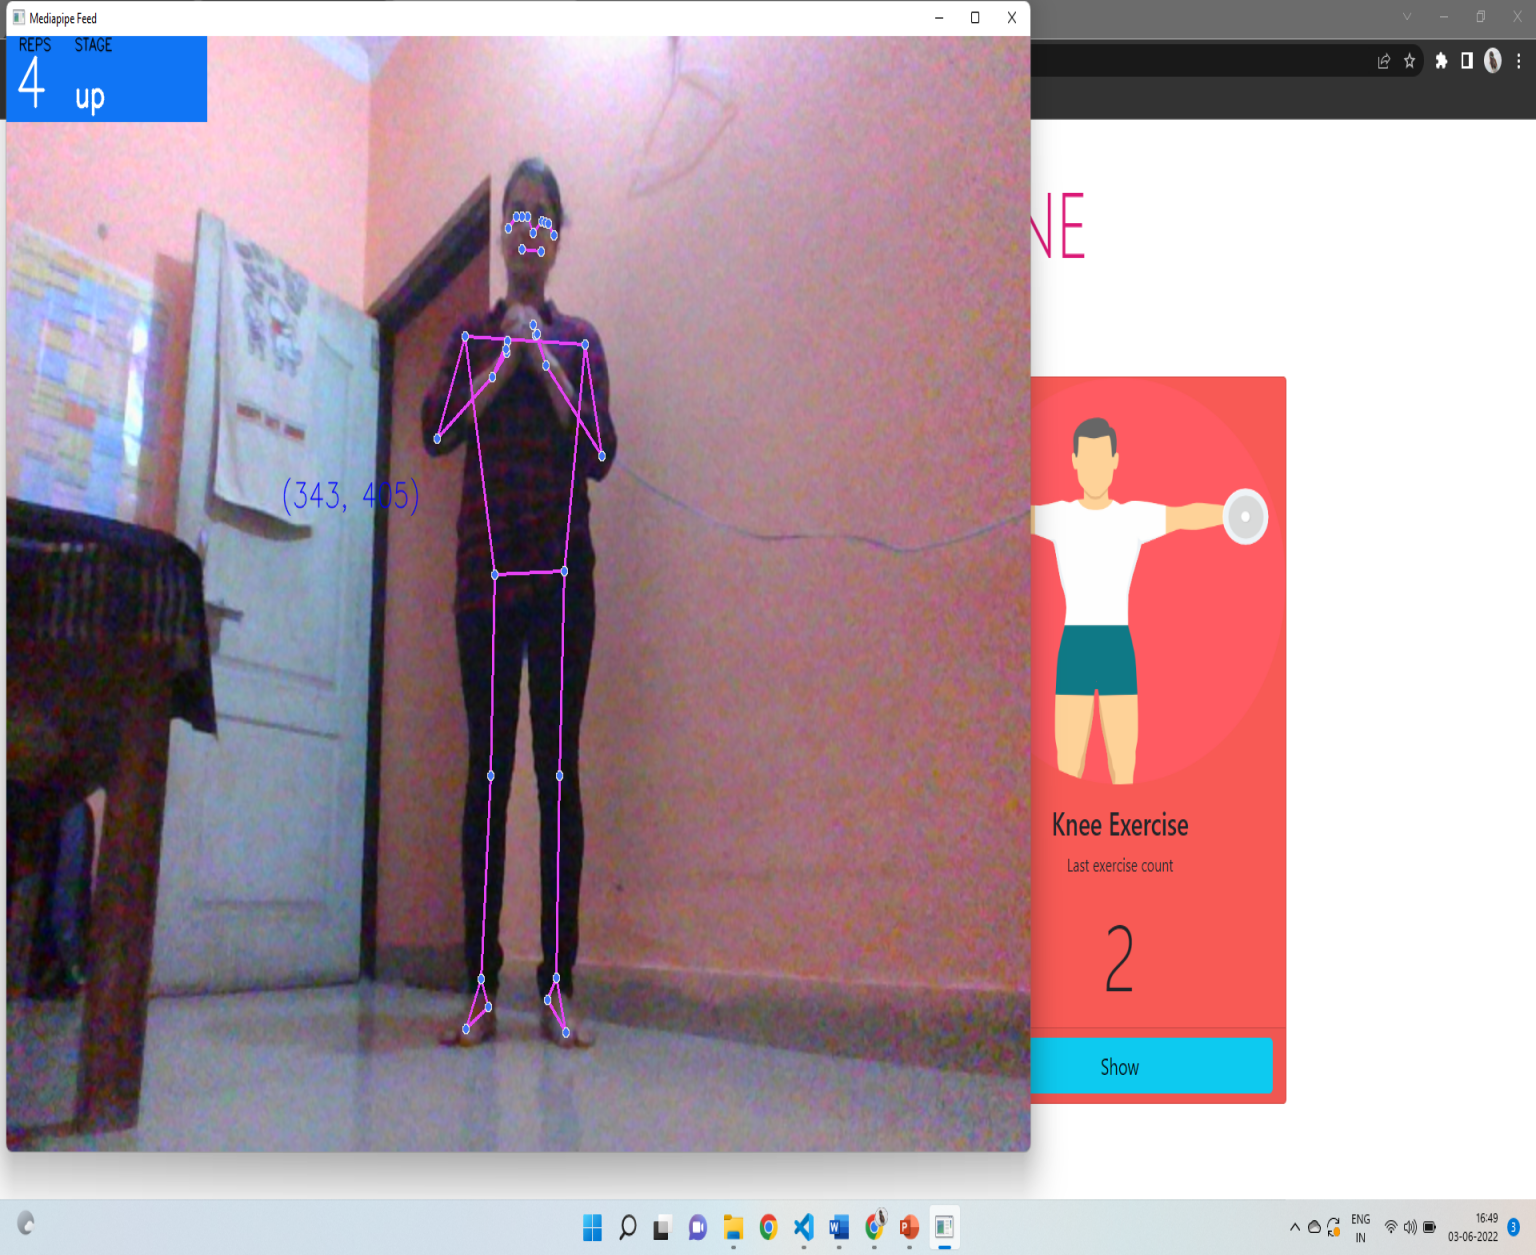 Mediapipe Feed
REPS STAGE
4 up
(343, 405)
NE
Knee Exercise
Last exercise count
2
Show
ENG
IN
16:49
03-06-2022
3